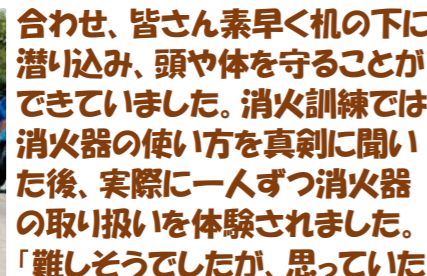 合わせ、皆さん素早く机の下に
潜り込み、頭や体を守ることが
できていました。消火訓練では
消火器の使い方を真剣に聞い
た後、実際に一人ずつ消火器
の取り扱いを体験されました。
「難しそうでしたが、思っていた